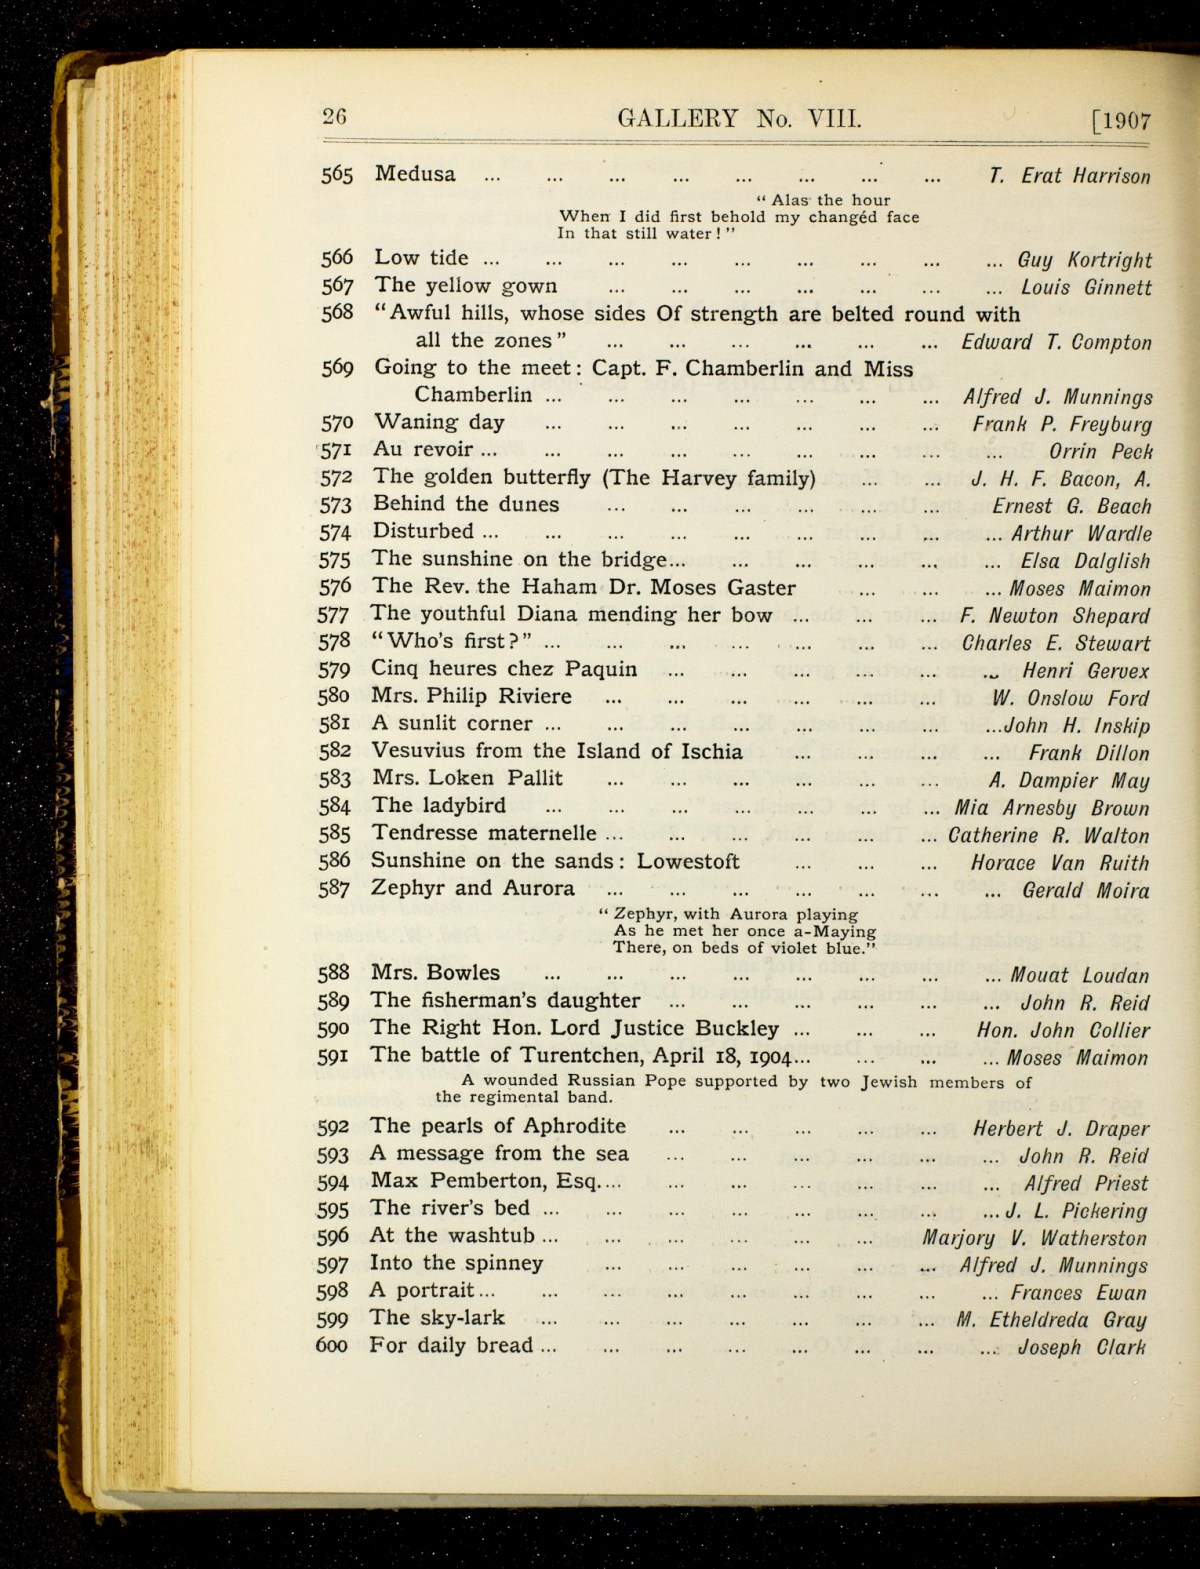 26 GALLERY No. VIII. [1907
565 Medusa ... ... ... ... ... ... ... ... T. Erat Harrison
"Alas the hour
When I did first behold my changéd face
In that still water!"
566 Low tide ... ... ... ... ... ... ... ... ... Guy Kortright
567 The yellow gown ... ... ... ... ... ... ... Louis Ginnett
568 "Awful hills, whose sides Of strength are belted round with
all the zones" ... ... ... ... ... ... Edward T. Compton
569 Going to the meet: Capt. F. Chamberlin and Miss
Chamberlin ... ... ... ... ... ... ... Alfred J. Munnings
570 Waning day ... ... ... ... ... ... ... Frank P. Freyburg
571 Au revoir ... ... ... ... ... ... ... ... ... Orrin Peck
572 The golden butterfly (The Harvey family) ... ... J. H. F. Bacon, A.
573 Behind the dunes ... ... ... ... ... ... Ernest G. Beach
574 Disturbed ... ... ... ... ... ... ... ... ... Arthur Wardle
575 The sunshine on the bridge... ... ... ... ... ... Elsa Dalglish
576 The Rev. the Haham Dr. Moses Gaster ... ... ... Moses Maimon
577 The youthful Diana mending her bow ... ... ... F. Newton Shepard
578 "Who's first?" ... ... ... ... ... ... ... Charles E. Stewart
579 Cinq heures chez Paquin ... ... ... ... ... ... Henri Gervex
580 Mrs. Philip Riviere ... ... ... ... ... ... ... W. Onslow Ford
581 A sunlit corner ... ... ... ... ... ... ... ...John H. Inskip
582 Vesuvius from the Island of Ischia ... ... ... ... Frank Dillon
583 Mrs. Loken Pallit ... ... ... ... ... ... A. Dampier May
584 The ladybird ... ... ... ... ... ... ... Mia Arnesby Brown
585 Tendresse maternelle ... ... ... ... ... ... Catherine R. Walton
586 Sunshine on the sands: Lowestoft ... ... ... Horace Van Ruith
587 Zephyr and Aurora ... ... ... ... ... ... ... Gerald Moira
"Zephyr, with Aurora playing
As he met her once a-Maying
There, on beds of violet blue."
588 Mrs. Bowles ... ... ... ... ... ... ... ... Mouat Loudan
589 The fisherman's daughter ... ... ... ... ... ... John R. Reid
590 The Right Hon. Lord Justice Buckley ... ... ... Hon. John Collier
591 The battle of Turentchen, April 18, 1904... ... ... ... Moses Maimon
A wounded Russian Pope supported by two Jewish members of
the regimental band.
592 The pearls of Aphrodite ... ... ... ... ... Herbert J. Draper
593 A message from the sea ... ... ... ... ... ... John R. Reid
594 Max Pemberton, Esq.... ... ... ... ... ... ... Alfred Priest
595 The river's bed ... ... ... ... ... ... ... ... J. L. Pickering
596 At the washtub ... ... ... ... ... ... Marjory V. Watherston
597 Into the spinney ... ... ... ... ... ... Alfred J. Munnings
598 A portrait... ... ... ... ... ... ... ... ... Frances Ewan
599 The sky-lark ... ... ... ... ... ... ... M. Etheldreda Gray
600 For daily bread ... ... ... ... ... ... ... ... Joseph Clark